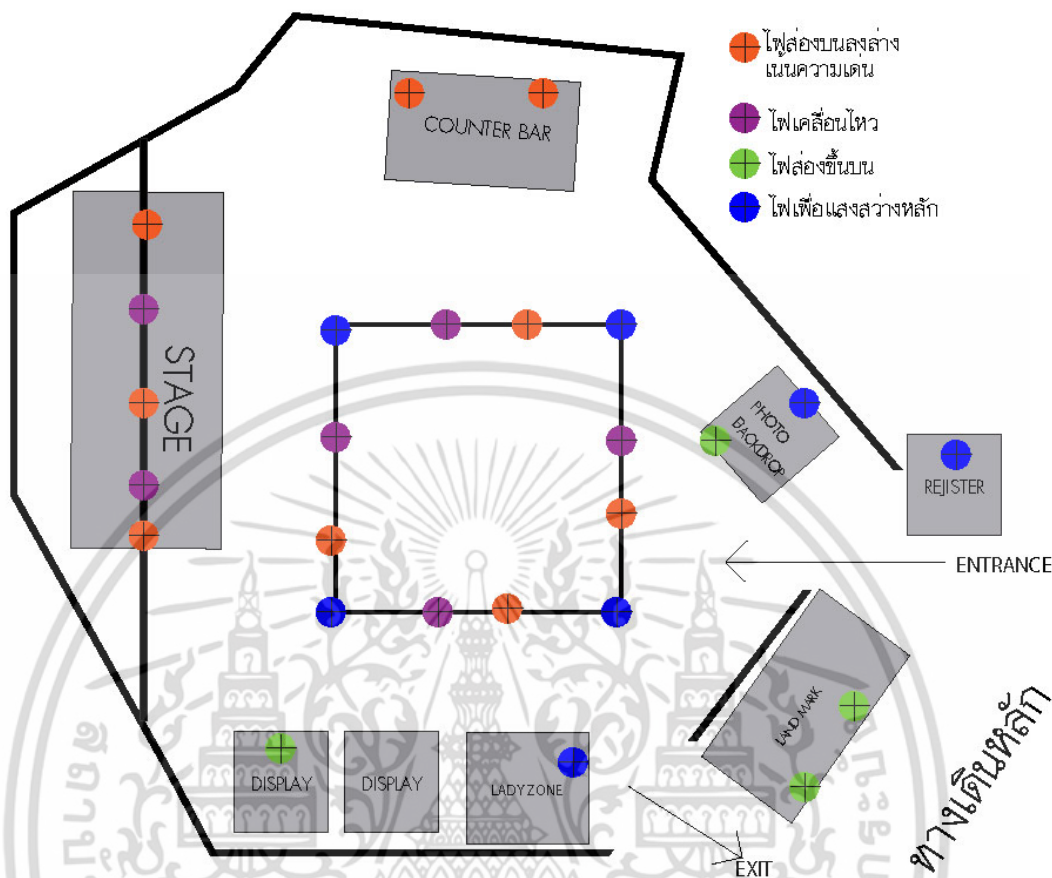 ไฟส่องบนลงล่าง
เน้นความเด่น
ไฟเคลื่อนไหว
ไฟส่องขึ้นบน
ไฟเพื่อแสงสว่างหลัก
COUNTER BAR
STAGE
PHOTO
BACKDROP
REJISTER
ENTRANCE
LAND MARK
ทางเดินหลัก
DISPLAY
DISPLAY
LADYZONE
EXIT